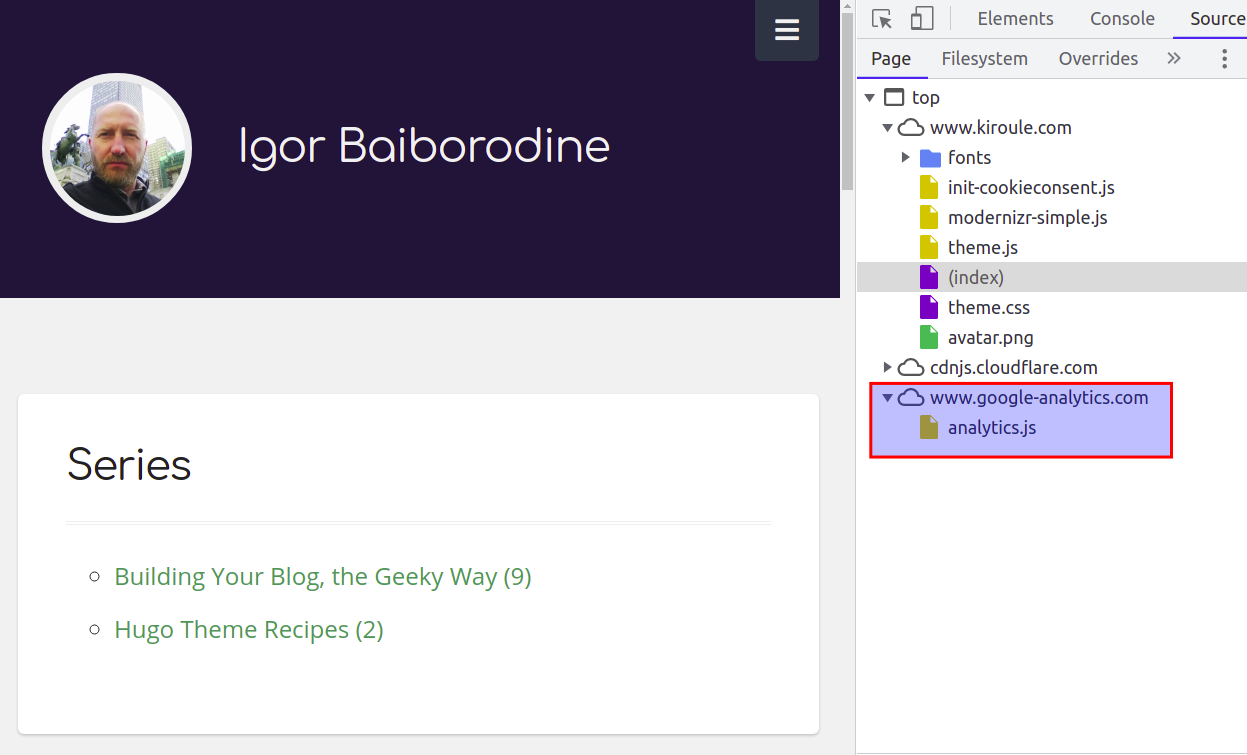 Igor Baiborodine
Series
Building Your Blog, the Geeky Way (9)
Hugo Theme Recipes (2)
Elements Console Source
Page Filesystem Overrides
top
www.kiroule.com
fonts
init-cookieconsent.js
modernizr-simple.js
theme.js
(index)
theme.css
avatar.png
cdnjs.cloudflare.com
www.google-analytics.com
analytics.js